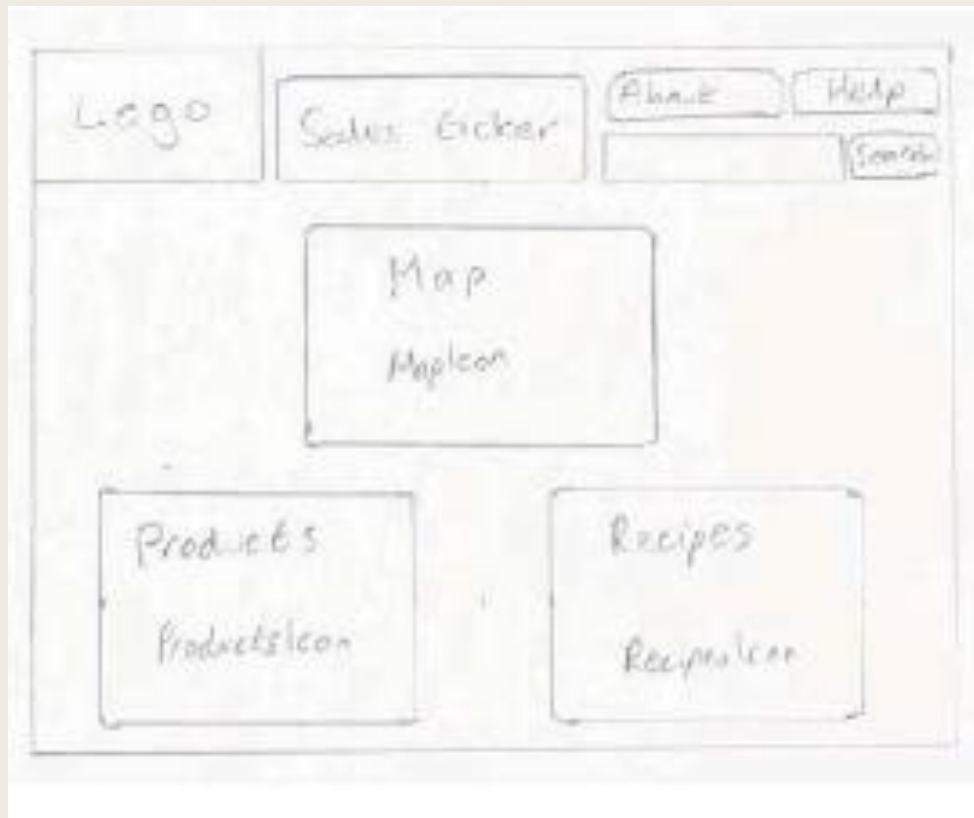 Logo
Sales ticker
About
Help
Search
Map
MapIcon
Products
ProductsIcon
Recipes
RecipesIcon